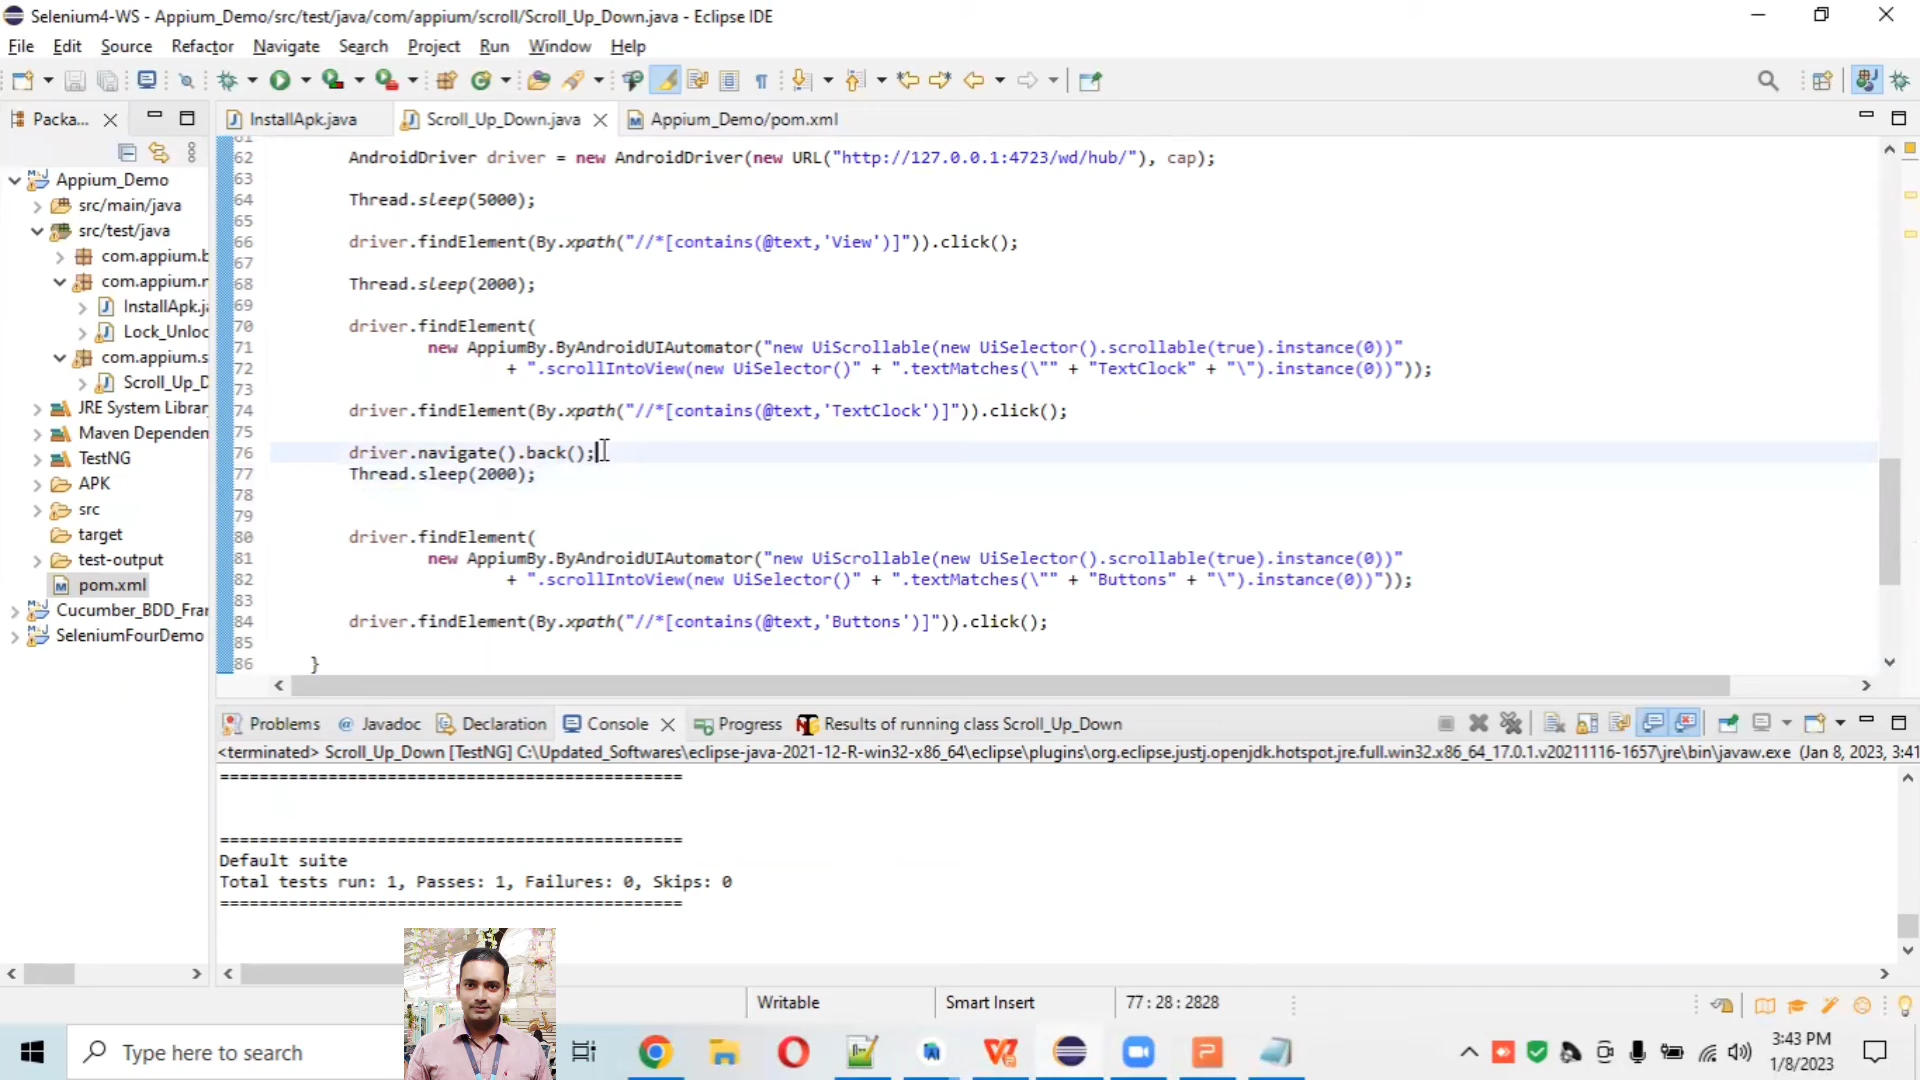 Selenium4-WS - Appium_Demo/src/test/java/com/appium/scroll/Scroll_Up_Down.java - Eclipse IDE
File Edit Source Refactor Navigate Search Project Run Window Help
Packa...
InstallApk.java
Scroll_Up_Down.java
Appium_Demo/pom.xml
Appium_Demo
src/main/java
src/test/java
com.appium.b
com.appium.r
InstallApk.j
Lock_Unloc
com.appium.s
Scroll_Up_D
JRE System Librar
Maven Dependen
TestNG
APK
src
target
test-output
pom.xml
Cucumber_BDD_Frar
SeleniumFourDemo
61
62 AndroidDriver driver = new AndroidDriver(new URL("http://127.0.0.1:4723/wd/hub/"), cap);
63
64 Thread.sleep(5000);
65
66 driver.findElement(By.xpath("//*[contains(@text,'View')]")).click();
67
68 Thread.sleep(2000);
69
70 driver.findElement(
71 new AppiumBy.ByAndroidUIAutomator("new UiScrollable(new UiSelector().scrollable(true).instance(0))"
72 + ".scrollIntoView(new UiSelector()" + ".textMatches(\"" + "TextClock" + "\").instance(0))"));
73
74 driver.findElement(By.xpath("//*[contains(@text,'TextClock')]")).click();
75
76 driver.navigate().back();
77 Thread.sleep(2000);
78
79
80 driver.findElement(
81 new AppiumBy.ByAndroidUIAutomator("new UiScrollable(new UiSelector().scrollable(true).instance(0))"
82 + ".scrollIntoView(new UiSelector()" + ".textMatches(\"" + "Buttons" + "\").instance(0))"));
83
84 driver.findElement(By.xpath("//*[contains(@text,'Buttons')]")).click();
85
86 }
Problems @ Javadoc Declaration Console Progress Results of running class Scroll_Up_Down
<terminated> Scroll_Up_Down [TestNG] C:\Updated_Softwares\eclipse-java-2021-12-R-win32-x86_64\eclipse\plugins\org.eclipse.justj.openjdk.hotspot.jre.full.win32.x86_64_17.0.1.v20211116-1657\jre\bin\javaw.exe (Jan 8, 2023, 3:41
===============================================
===============================================
Default suite
Total tests run: 1, Passes: 1, Failures: 0, Skips: 0
===============================================
Writable
Smart Insert
77 : 28 : 2828
Type here to search
3:43 PM
1/8/2023